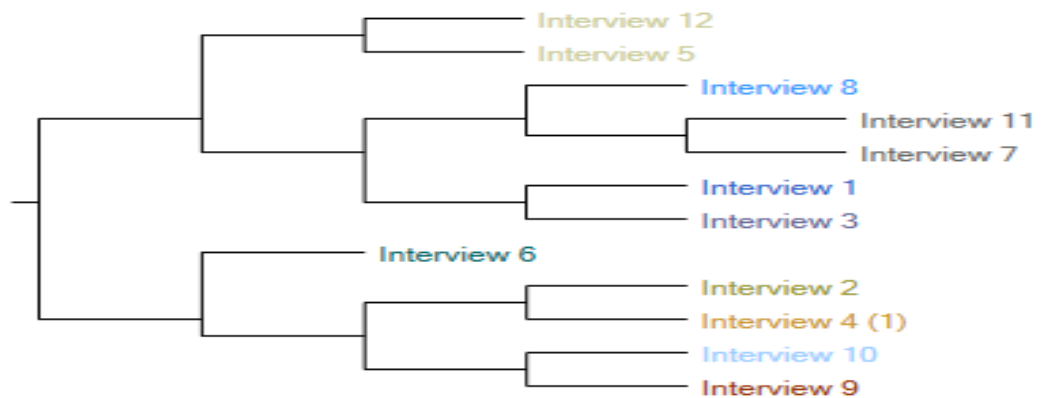 Interview 12
Interview 5
Interview 8
Interview 11
Interview 7
Interview 1
Interview 3
Interview 6
Interview 2
Interview 4 (1)
Interview 10
Interview 9